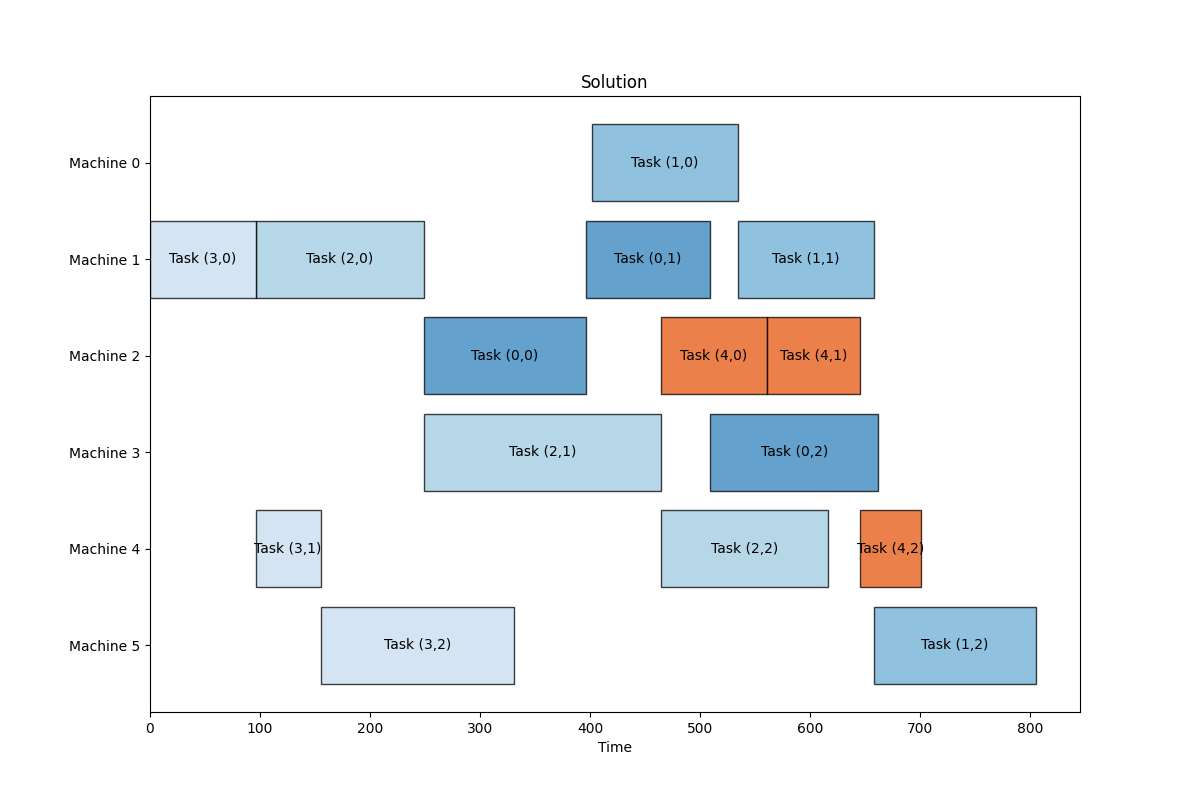 Solution
Machine 0
Task (1,0)
Machine 1
Task (3,0)
Task (2,0)
Task (0,1)
Task (1,1)
Machine 2
Task (0,0)
Task (4,0)
Task (4,1)
Machine 3
Task (2,1)
Task (0,2)
Machine 4
Task (3,1)
Task (2,2)
Task (4,2)
Machine 5
Task (3,2)
Task (1,2)
0 100 200 300 400 500 600 700 800
Time